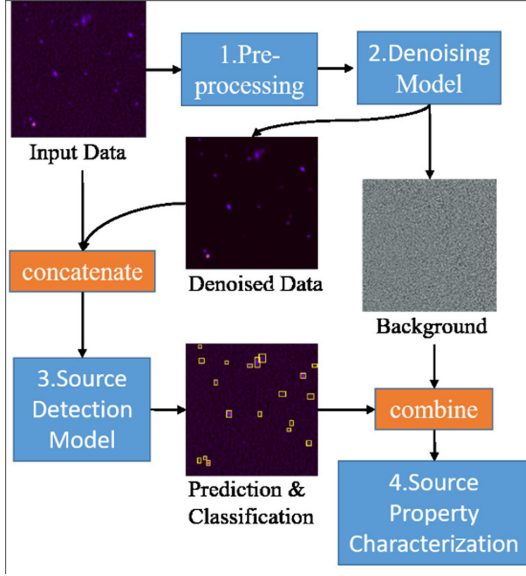 1.Pre-
processing
2.Denoising
Model
Input Data
concatenate
Denoised Data
Background
3.Source
Detection
Model
Prediction &
Classification
combine
4.Source
Property
Characterization